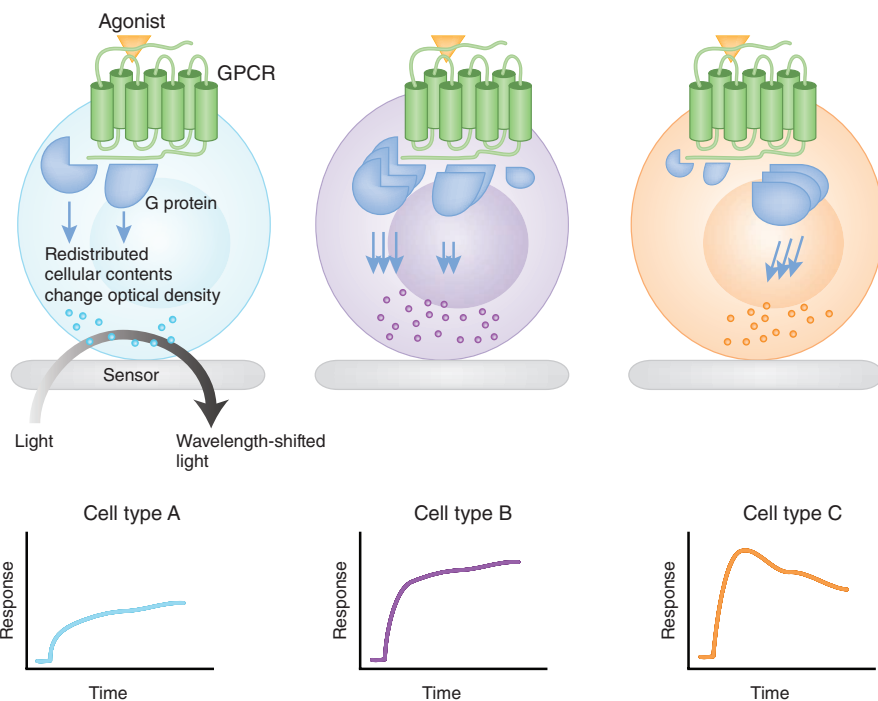 Agonist
GPCR
G protein
Redistributed
cellular contents
change optical density
Sensor
Light
Wavelength-shifted
light
Cell type A
Cell type B
Cell type C
Response
Response
Response
Time
Time
Time